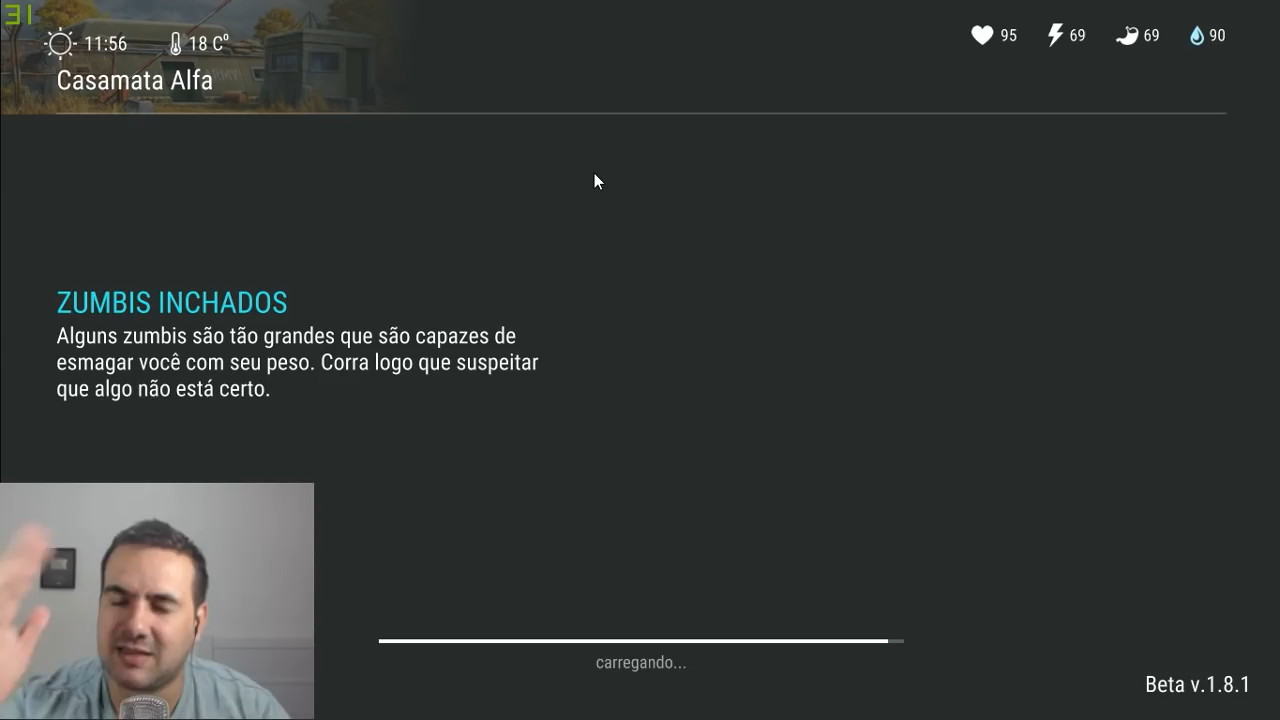 31
11:56
18 Cº
95
69
69
90
Casamata Alfa
ZUMBIS INCHADOS
Alguns zumbis são tão grandes que são capazes de
esmagar você com seu peso. Corra logo que suspeitar
que algo não está certo.
carregando...
Beta v.1.8.1